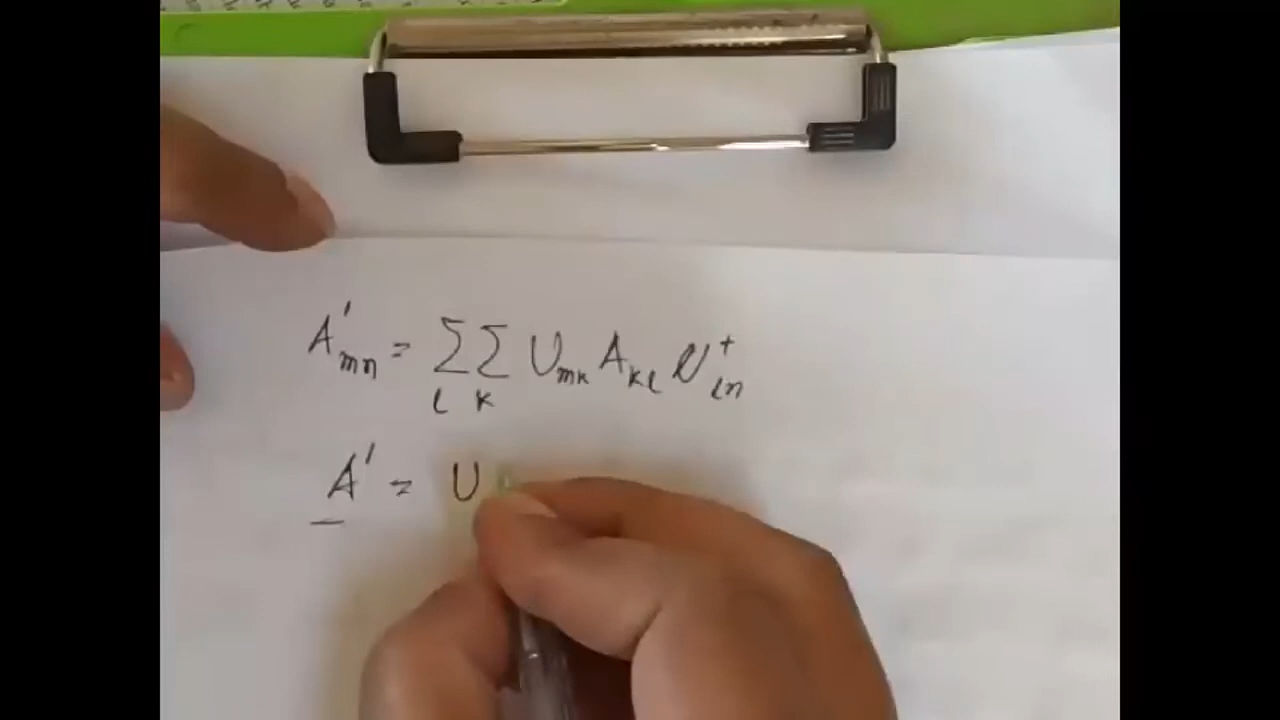 A'mn = Σ Σ Umk Akl U+ln
l k
A' = U